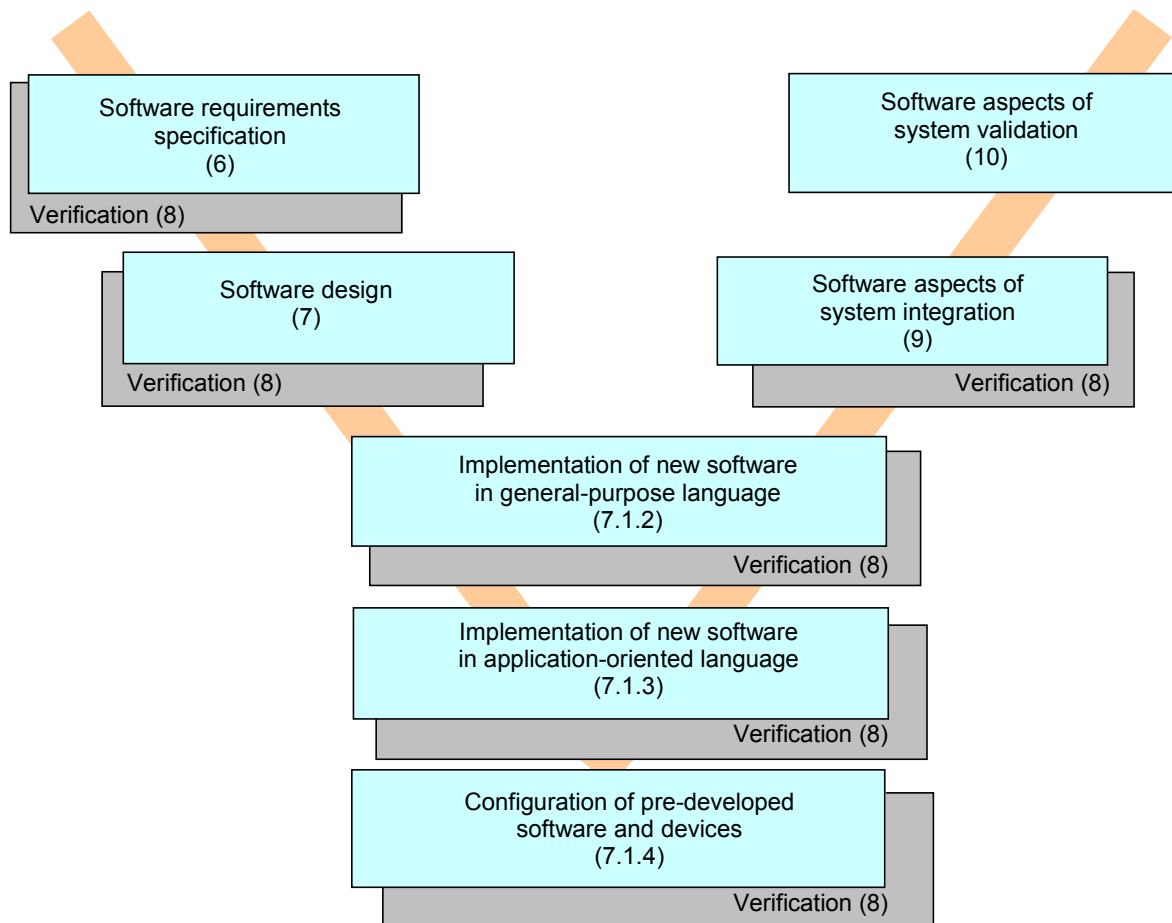 Software requirements
specification
(6)
Verification (8)
Software aspects of
system validation
(10)
Software design
(7)
Verification (8)
Software aspects of
system integration
(9)
Verification (8)
Implementation of new software
in general-purpose language
(7.1.2)
Verification (8)
Implementation of new software
in application-oriented language
(7.1.3)
Verification (8)
Configuration of pre-developed
software and devices
(7.1.4)
Verification (8)